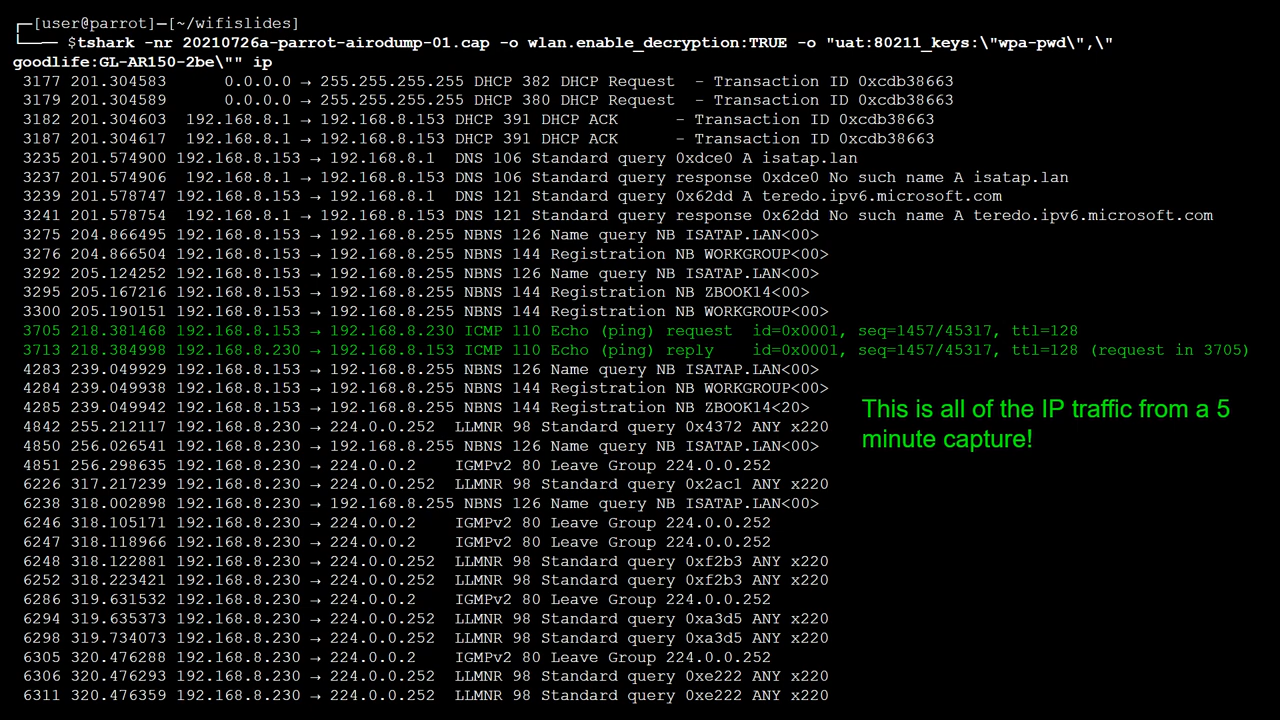 ┌─[user@parrot]─[~/wifislides]
└──╼ $tshark -nr 20210726a-parrot-airodump-01.cap -o wlan.enable_decryption:TRUE -o "uat:80211_keys:\"wpa-pwd\",\"
goodlife:GL-AR150-2be\"" ip
3177 201.304583 0.0.0.0 → 255.255.255.255 DHCP 382 DHCP Request - Transaction ID 0xcdb38663
3179 201.304589 0.0.0.0 → 255.255.255.255 DHCP 380 DHCP Request - Transaction ID 0xcdb38663
3182 201.304603 192.168.8.1 → 192.168.8.153 DHCP 391 DHCP ACK - Transaction ID 0xcdb38663
3187 201.304617 192.168.8.1 → 192.168.8.153 DHCP 391 DHCP ACK - Transaction ID 0xcdb38663
3235 201.574900 192.168.8.153 → 192.168.8.1 DNS 106 Standard query 0xdce0 A isatap.lan
3237 201.574906 192.168.8.1 → 192.168.8.153 DNS 106 Standard query response 0xdce0 No such name A isatap.lan
3239 201.578747 192.168.8.153 → 192.168.8.1 DNS 121 Standard query 0x62dd A teredo.ipv6.microsoft.com
3241 201.578754 192.168.8.1 → 192.168.8.153 DNS 121 Standard query response 0x62dd No such name A teredo.ipv6.microsoft.com
3275 204.866495 192.168.8.153 → 192.168.8.255 NBNS 126 Name query NB ISATAP.LAN<00>
3276 204.866504 192.168.8.153 → 192.168.8.255 NBNS 144 Registration NB WORKGROUP<00>
3292 205.124252 192.168.8.153 → 192.168.8.255 NBNS 126 Name query NB ISATAP.LAN<00>
3295 205.167216 192.168.8.153 → 192.168.8.255 NBNS 144 Registration NB ZBOOK14<00>
3300 205.190151 192.168.8.153 → 192.168.8.255 NBNS 144 Registration NB WORKGROUP<00>
3705 218.381468 192.168.8.153 → 192.168.8.230 ICMP 110 Echo (ping) request id=0x0001, seq=1457/45317, ttl=128
3713 218.384998 192.168.8.230 → 192.168.8.153 ICMP 110 Echo (ping) reply id=0x0001, seq=1457/45317, ttl=128 (request in 3705)
4283 239.049929 192.168.8.153 → 192.168.8.255 NBNS 126 Name query NB ISATAP.LAN<00>
4284 239.049938 192.168.8.153 → 192.168.8.255 NBNS 144 Registration NB WORKGROUP<00>
4285 239.049942 192.168.8.153 → 192.168.8.255 NBNS 144 Registration NB ZBOOK14<20>
4842 255.212117 192.168.8.230 → 224.0.0.252 LLMNR 98 Standard query 0x4372 ANY x220
4850 256.026541 192.168.8.153 → 192.168.8.255 NBNS 126 Name query NB ISATAP.LAN<00>
4851 256.298635 192.168.8.230 → 224.0.0.2 IGMPv2 80 Leave Group 224.0.0.252
6226 317.217239 192.168.8.230 → 224.0.0.252 LLMNR 98 Standard query 0x2ac1 ANY x220
6238 318.002898 192.168.8.153 → 192.168.8.255 NBNS 126 Name query NB ISATAP.LAN<00>
6246 318.105171 192.168.8.230 → 224.0.0.2 IGMPv2 80 Leave Group 224.0.0.252
6247 318.118966 192.168.8.230 → 224.0.0.2 IGMPv2 80 Leave Group 224.0.0.252
6248 318.122881 192.168.8.230 → 224.0.0.252 LLMNR 98 Standard query 0xf2b3 ANY x220
6252 318.223421 192.168.8.230 → 224.0.0.252 LLMNR 98 Standard query 0xf2b3 ANY x220
6286 319.631532 192.168.8.230 → 224.0.0.2 IGMPv2 80 Leave Group 224.0.0.252
6294 319.635373 192.168.8.230 → 224.0.0.252 LLMNR 98 Standard query 0xa3d5 ANY x220
6298 319.734073 192.168.8.230 → 224.0.0.252 LLMNR 98 Standard query 0xa3d5 ANY x220
6305 320.476288 192.168.8.230 → 224.0.0.2 IGMPv2 80 Leave Group 224.0.0.252
6306 320.476293 192.168.8.230 → 224.0.0.252 LLMNR 98 Standard query 0xe222 ANY x220
6311 320.476359 192.168.8.230 → 224.0.0.252 LLMNR 98 Standard query 0xe222 ANY x220
This is all of the IP traffic from a 5
minute capture!